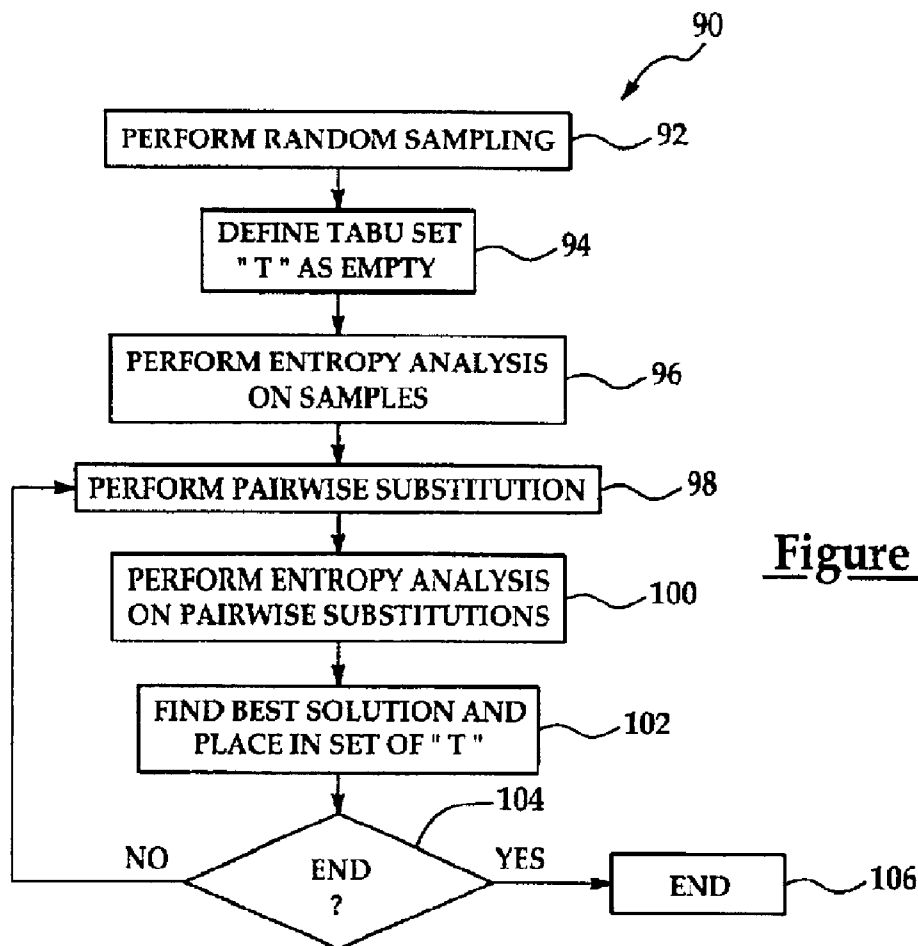 90
PERFORM RANDOM SAMPLING
92
DEFINE TABU SET
" T " AS EMPTY
94
PERFORM ENTROPY ANALYSIS
ON SAMPLES
96
PERFORM PAIRWISE SUBSTITUTION
98
PERFORM ENTROPY ANALYSIS
ON PAIRWISE SUBSTITUTIONS
100
Figure
FIND BEST SOLUTION AND
PLACE IN SET OF " T "
102
104
NO
END
?
YES
END
106